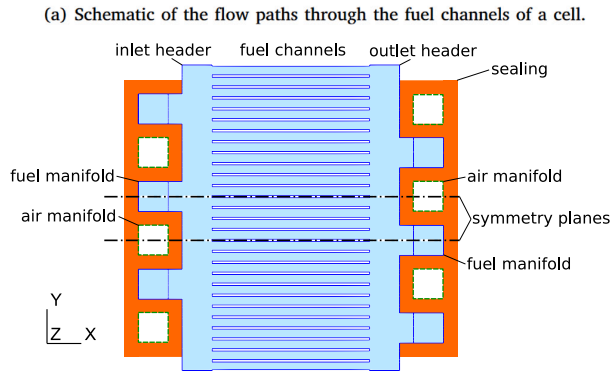 (a) Schematic of the flow paths through the fuel channels of a cell.
inlet header
fuel channels
outlet header
sealing
fuel manifold
air manifold
air manifold
symmetry planes
fuel manifold
Y
Z
X